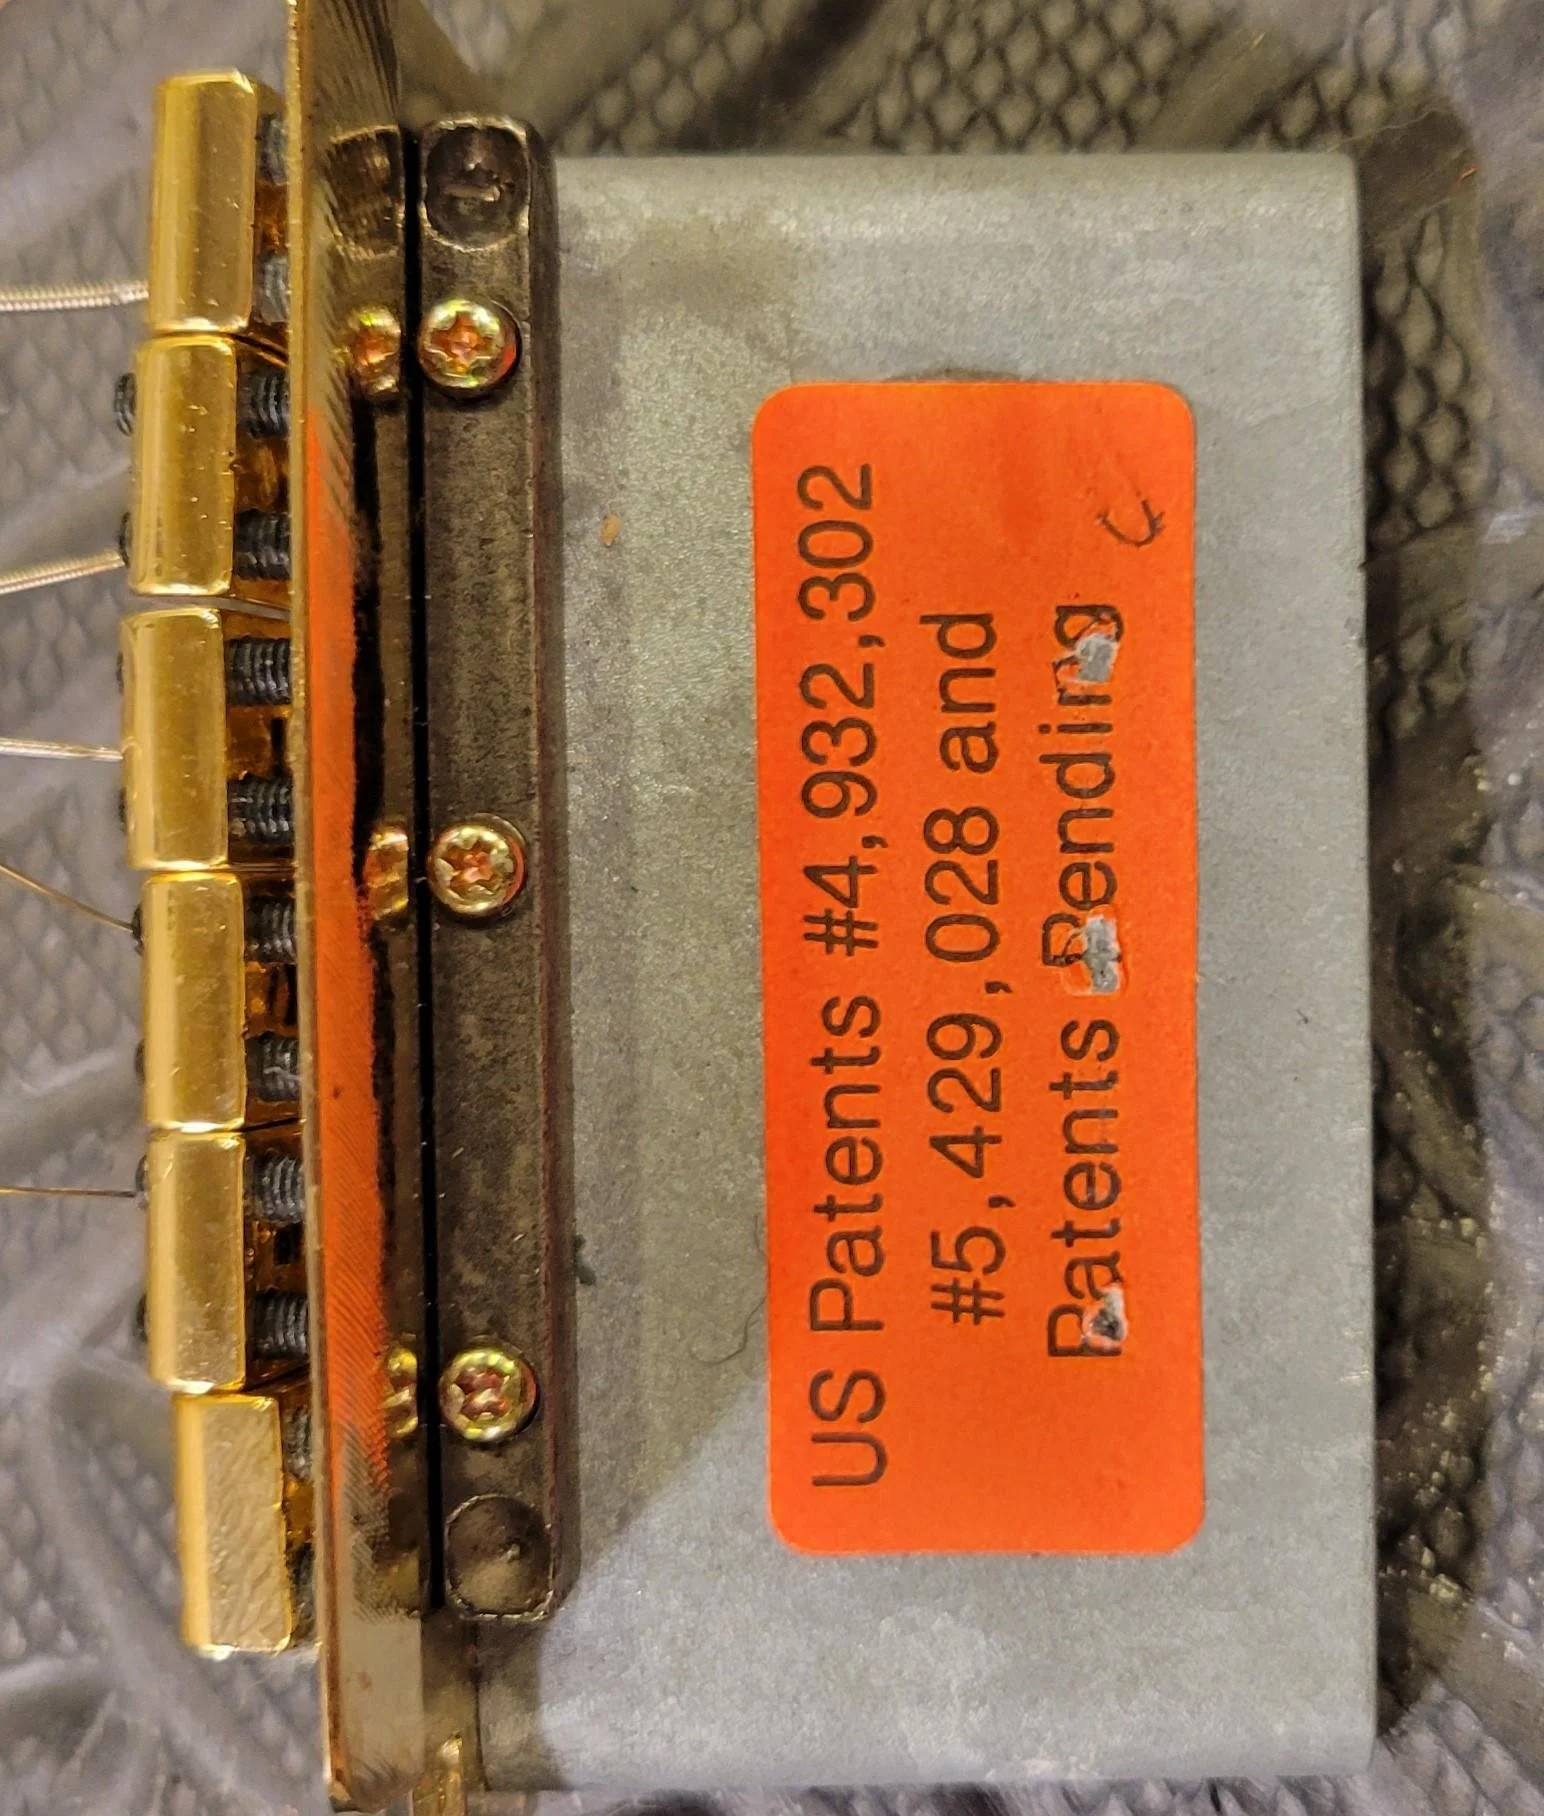 US Patents #4,932,302
#5,429,028 and
Patents Pending